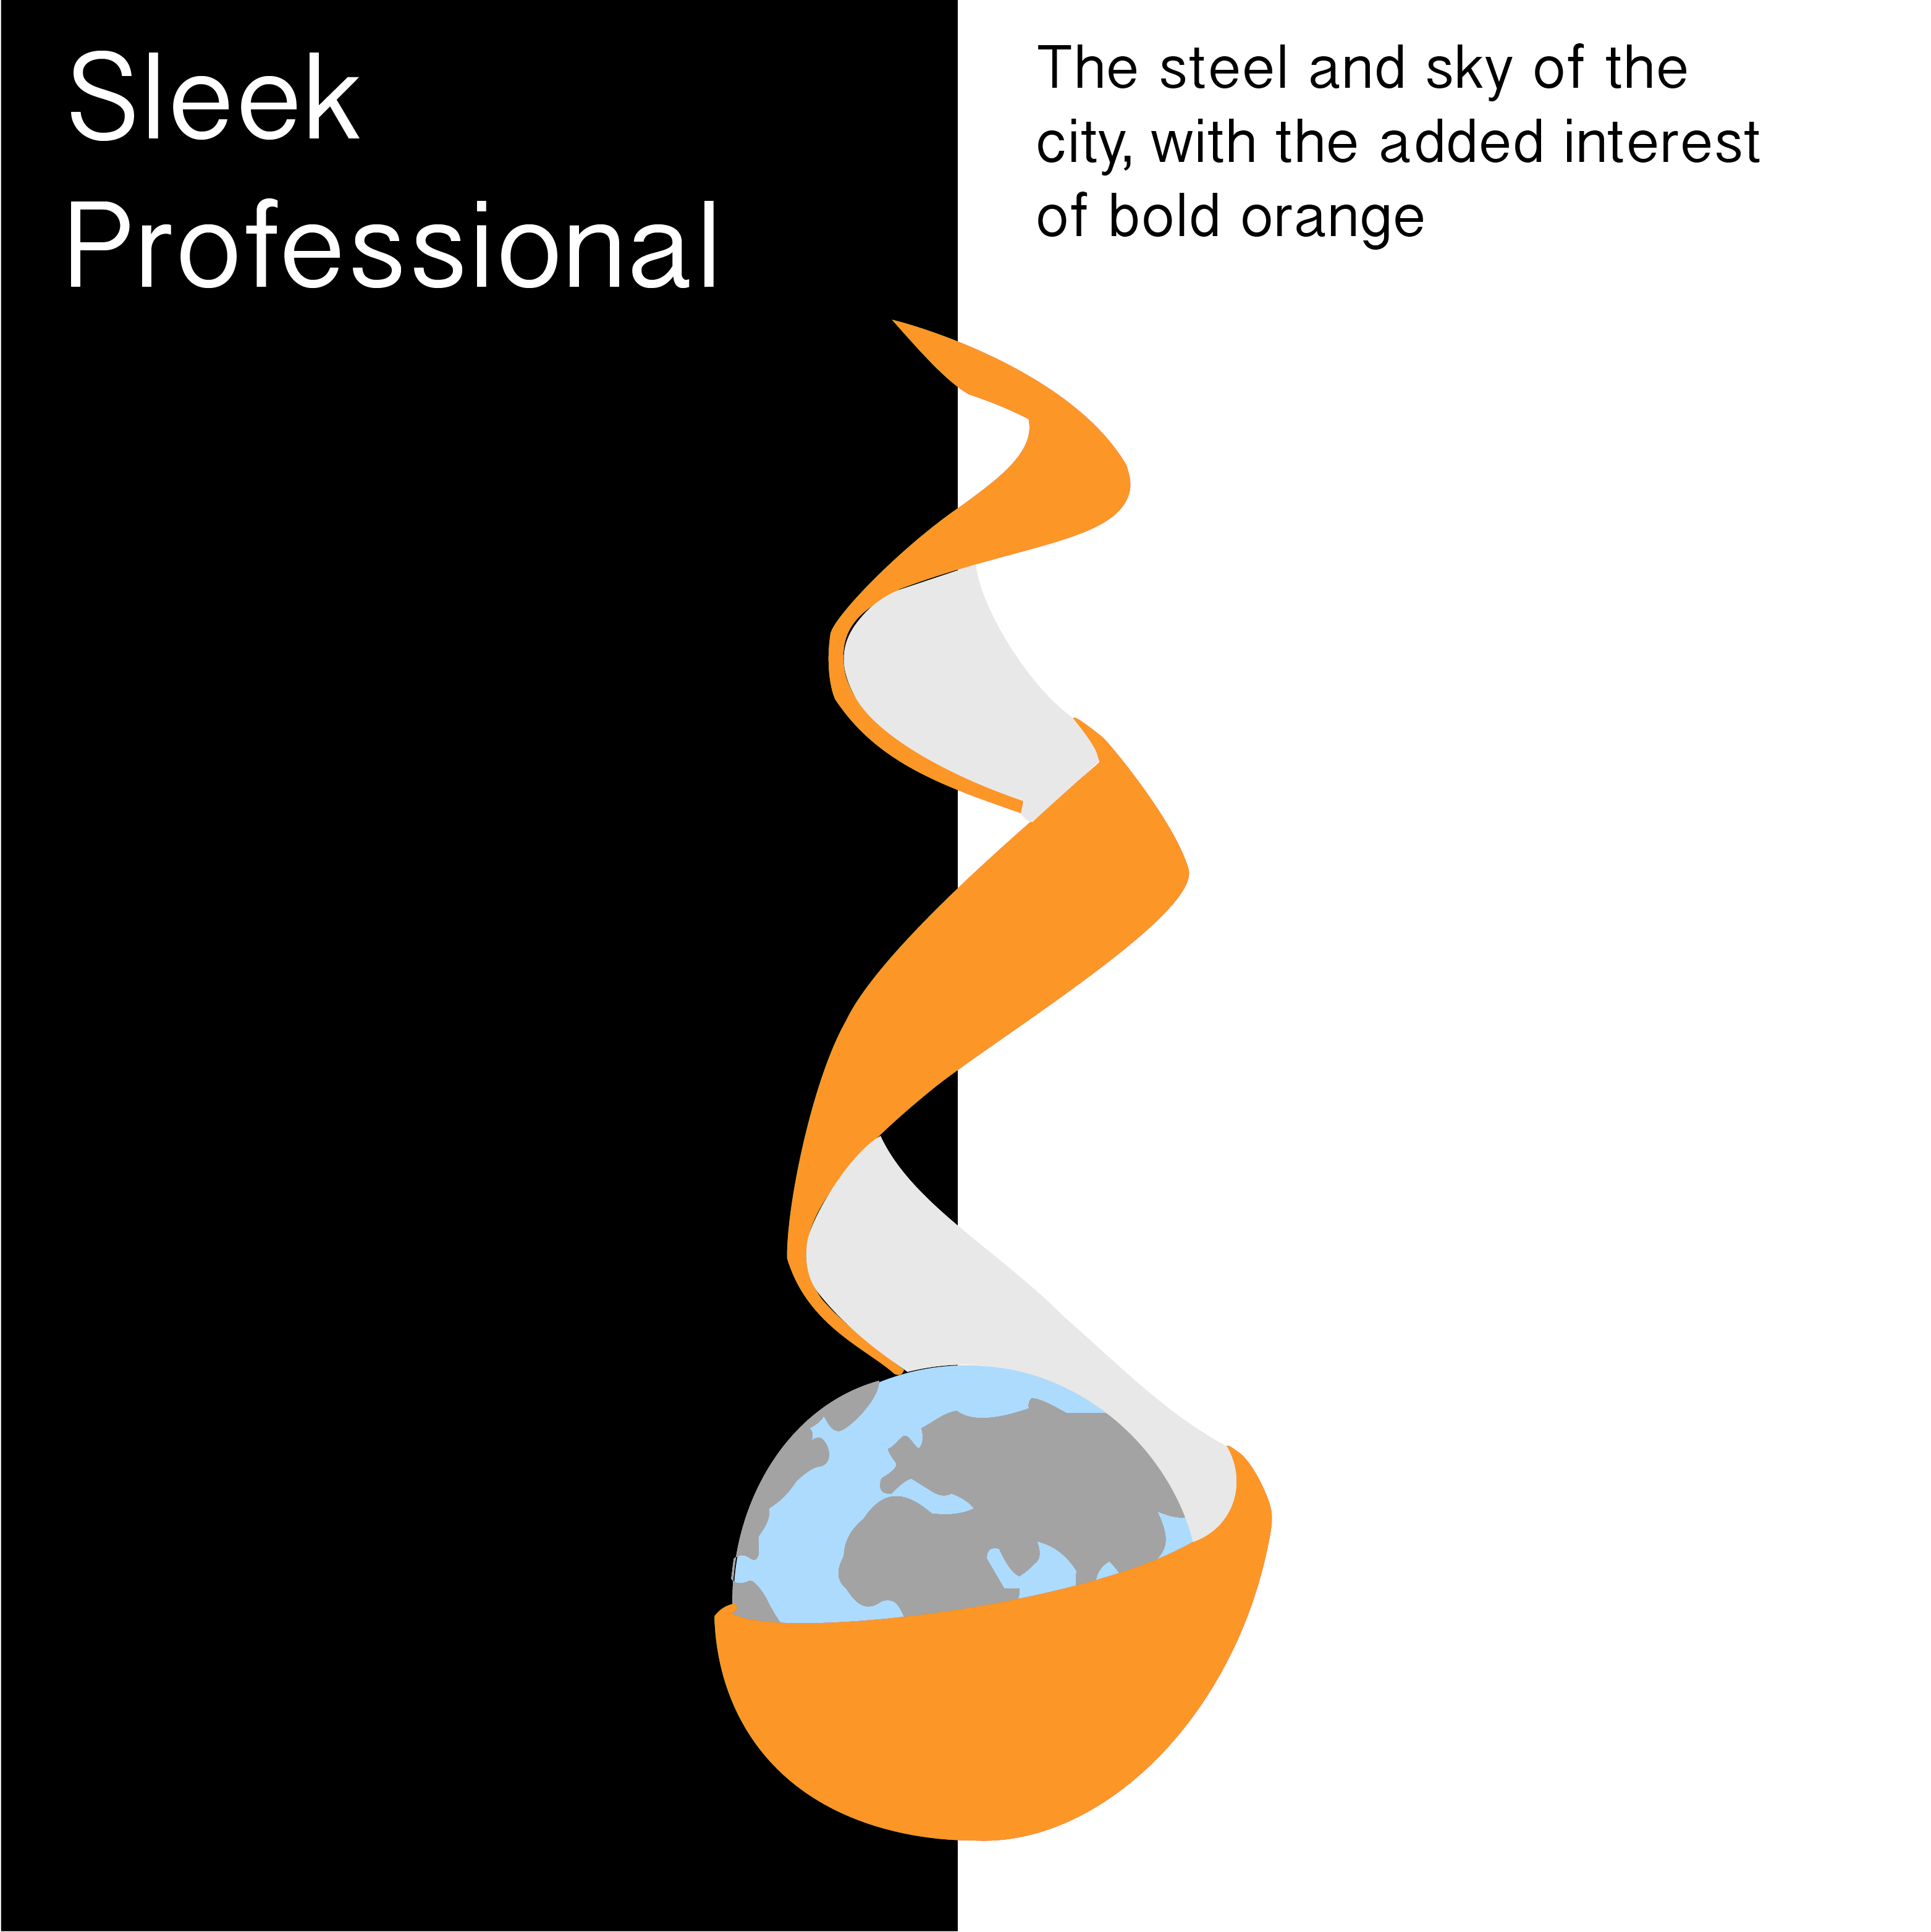 Sleek
Professional
The steel and sky of the
city, with the added interest
of bold orange